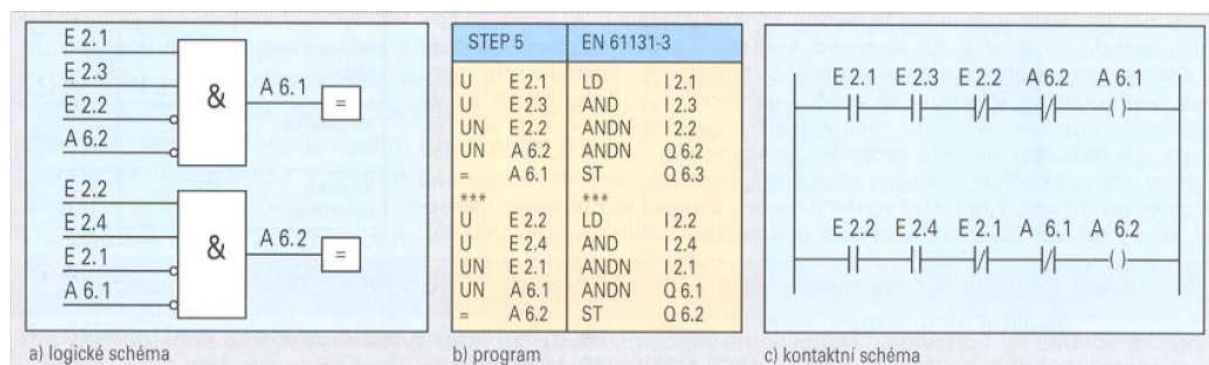 E 2.1
E 2.3
E 2.2
A 6.2
&
A 6.1
=
E 2.2
E 2.4
E 2.1
A 6.1
&
A 6.2
=
a) logické schéma
STEP 5 EN 61131-3
U E 2.1 LD I 2.1
U E 2.3 AND I 2.3
UN E 2.2 ANDN I 2.2
UN A 6.2 ANDN Q 6.2
= A 6.1 ST Q 6.3
*** ***
U E 2.2 LD I 2.2
U E 2.4 AND I 2.4
UN E 2.1 ANDN I 2.1
UN A 6.1 ANDN Q 6.1
= A 6.2 ST Q 6.2
b) program
E 2.1 E 2.3 E 2.2 A 6.2 A 6.1
E 2.2 E 2.4 E 2.1 A 6.1 A 6.2
c) kontaktní schéma